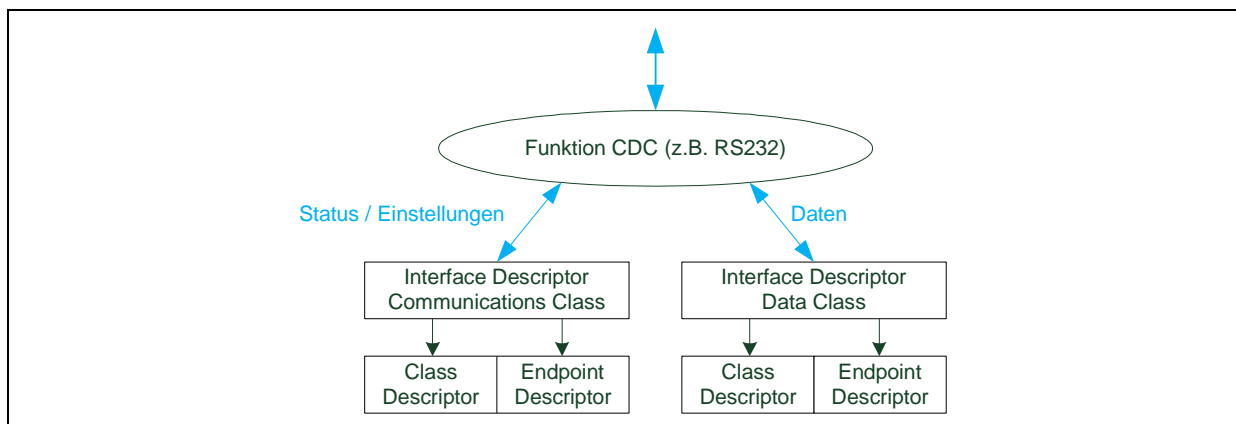 Funktion CDC (z.B. RS232)
Status / Einstellungen
Daten
Interface Descriptor
Communications Class
Interface Descriptor
Data Class
Class
Descriptor
Endpoint
Descriptor
Class
Descriptor
Endpoint
Descriptor